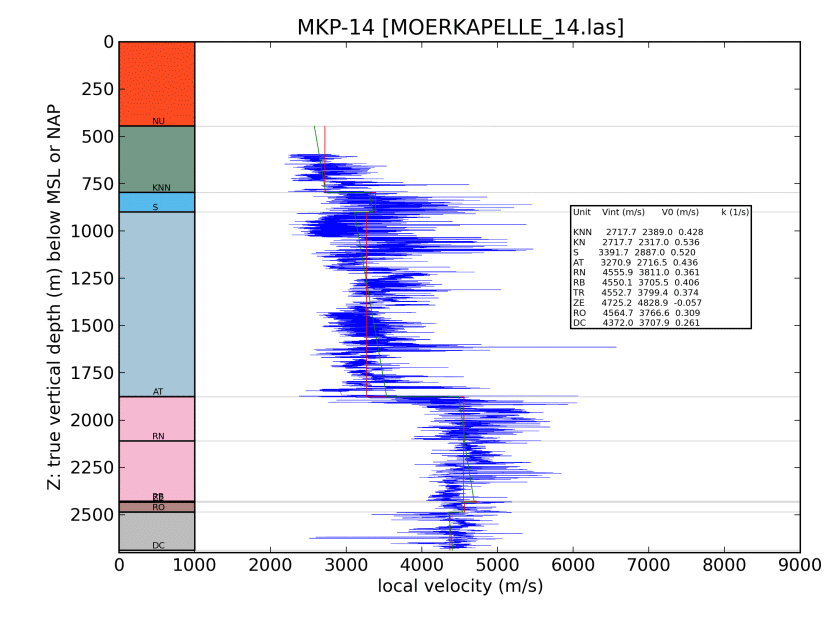 MKP-14 [MOERKAPELLE_14.las]
Z: true vertical depth (m) below MSL or NAP
0
250
500
750
1000
1250
1500
1750
2000
2250
2500
NU
KNN
S
AT
RN
RO
DC
Unit Vint (m/s) V0 (m/s) k (1/s)
KNN 2717.7 2389.0 0.428
KN 2717.7 2317.0 0.536
S 3391.7 2887.0 0.520
AT 3270.9 2716.5 0.436
RN 4555.9 3811.0 0.361
RB 4550.1 3705.5 0.406
TR 4552.7 3799.4 0.374
ZE 4725.2 4828.9 -0.057
RO 4564.7 3766.6 0.309
DC 4372.0 3707.9 0.261
0 1000 2000 3000 4000 5000 6000 7000 8000 9000
local velocity (m/s)